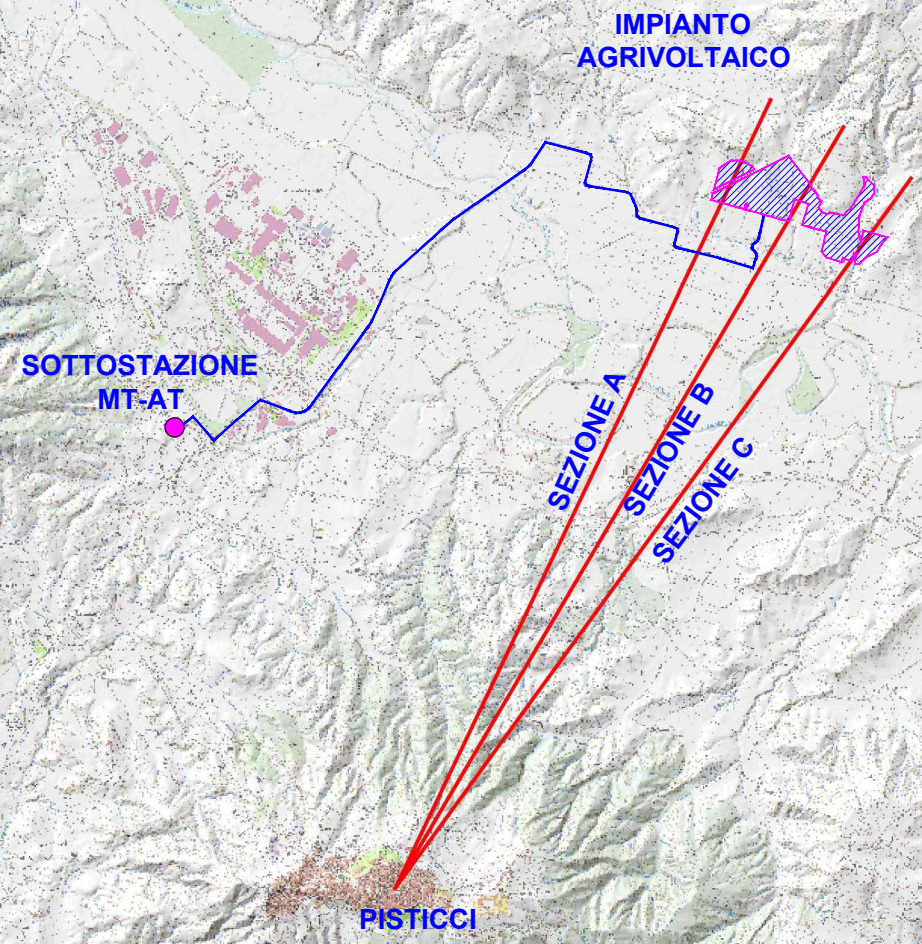 IMPIANTO
AGRIVOLTAICO
SOTTOSTAZIONE
MT-AT
SEZIONE A
SEZIONE B
SEZIONE C
PISTICCI